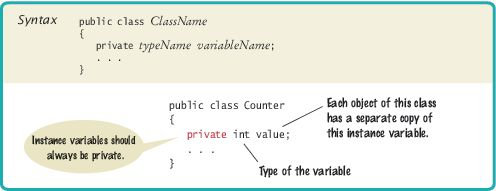 Syntax
public class ClassName
{
private typeName variableName;
. . .
}
public class Counter
{
private int value;
. . .
}
Each object of this class
has a separate copy of
this instance variable.
Instance variables should
always be private.
Type of the variable